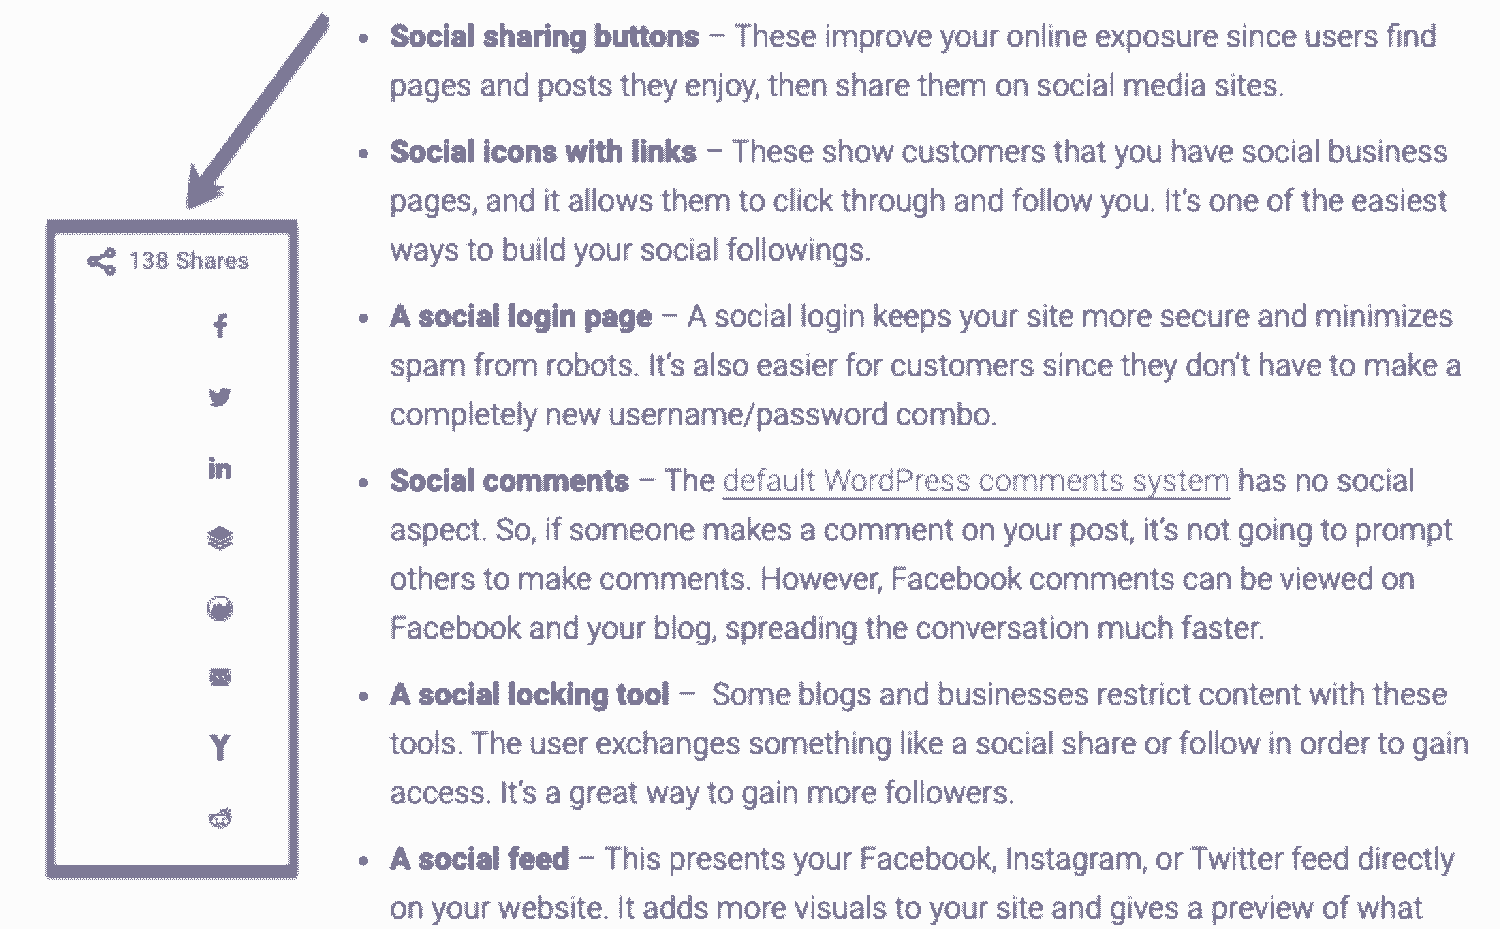 138 Shares
f
in
Y
• Social sharing buttons – These improve your online exposure since users find
pages and posts they enjoy, then share them on social media sites.
• Social icons with links – These show customers that you have social business
pages, and it allows them to click through and follow you. It's one of the easiest
ways to build your social followings.
• A social login page – A social login keeps your site more secure and minimizes
spam from robots. It's also easier for customers since they don't have to make a
completely new username/password combo.
• Social comments – The default WordPress comments system has no social
aspect. So, if someone makes a comment on your post, it's not going to prompt
others to make comments. However, Facebook comments can be viewed on
Facebook and your blog, spreading the conversation much faster.
• A social locking tool – Some blogs and businesses restrict content with these
tools. The user exchanges something like a social share or follow in order to gain
access. It's a great way to gain more followers.
• A social feed – This presents your Facebook, Instagram, or Twitter feed directly
on your website. It adds more visuals to your site and gives a preview of what